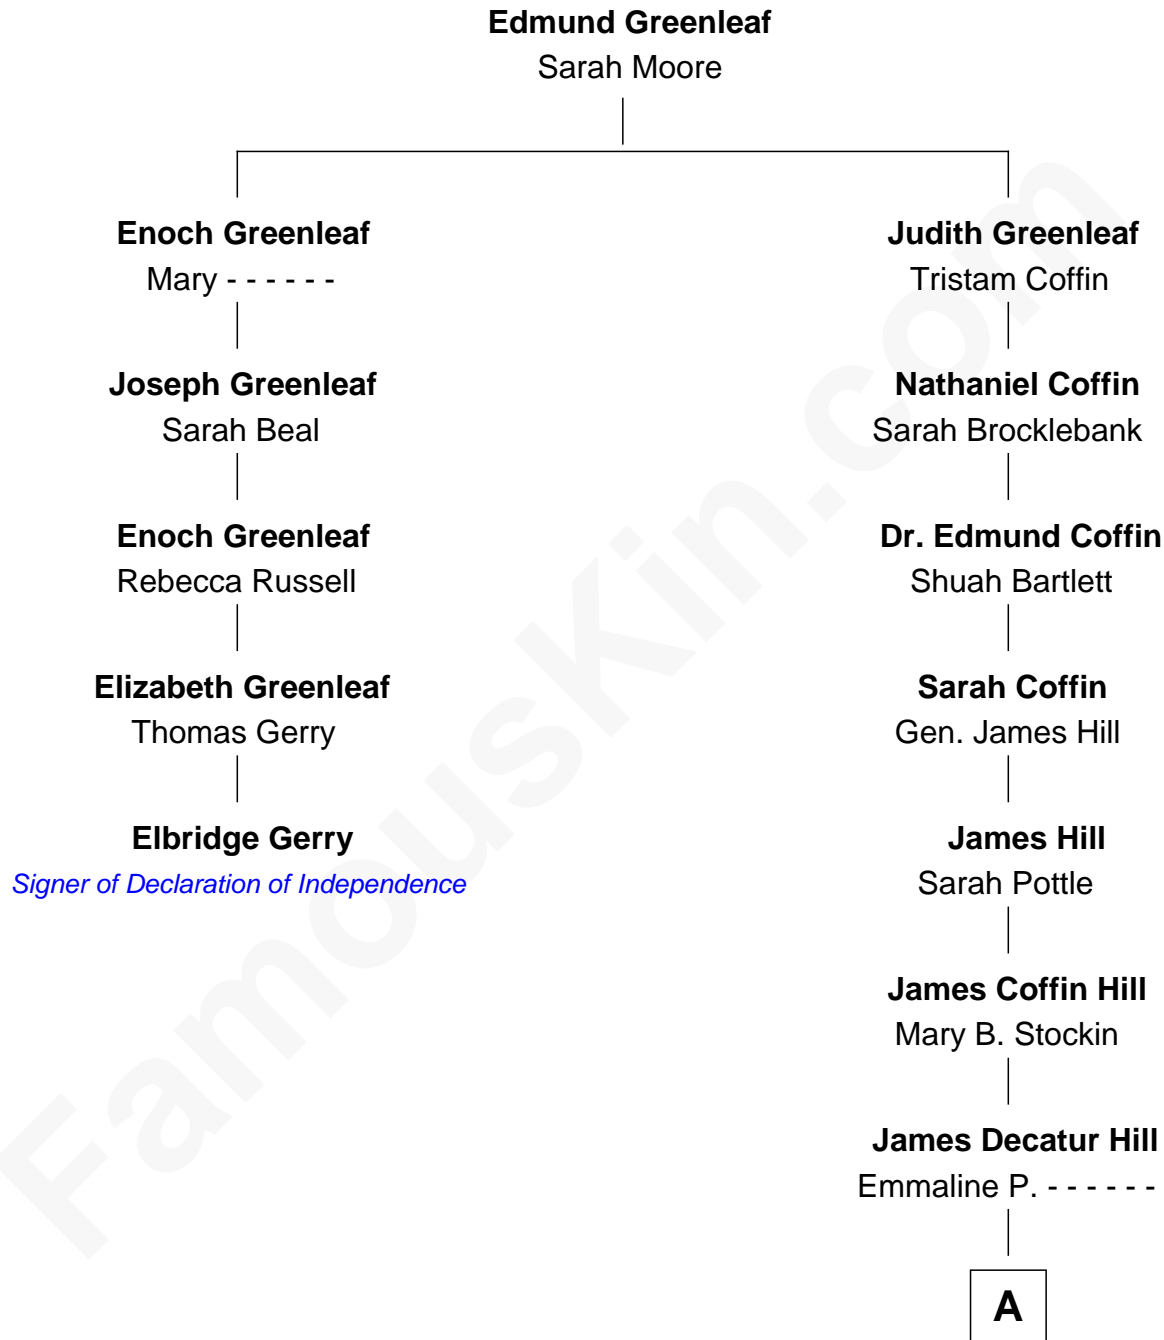 Edmund Greenleaf
Sarah Moore
Enoch Greenleaf
Mary - - - - - -
Judith Greenleaf
Tristam Coffin
Joseph Greenleaf
Sarah Beal
Nathaniel Coffin
Sarah Brocklebank
Enoch Greenleaf
Rebecca Russell
Dr. Edmund Coffin
Shuah Bartlett
Elizabeth Greenleaf
Thomas Gerry
Sarah Coffin
Gen. James Hill
Elbridge Gerry
Signer of Declaration of Independence
James Hill
Sarah Pottle
James Coffin Hill
Mary B. Stockin
James Decatur Hill
Emmaline P. - - - - - -
A
FamousKin.com